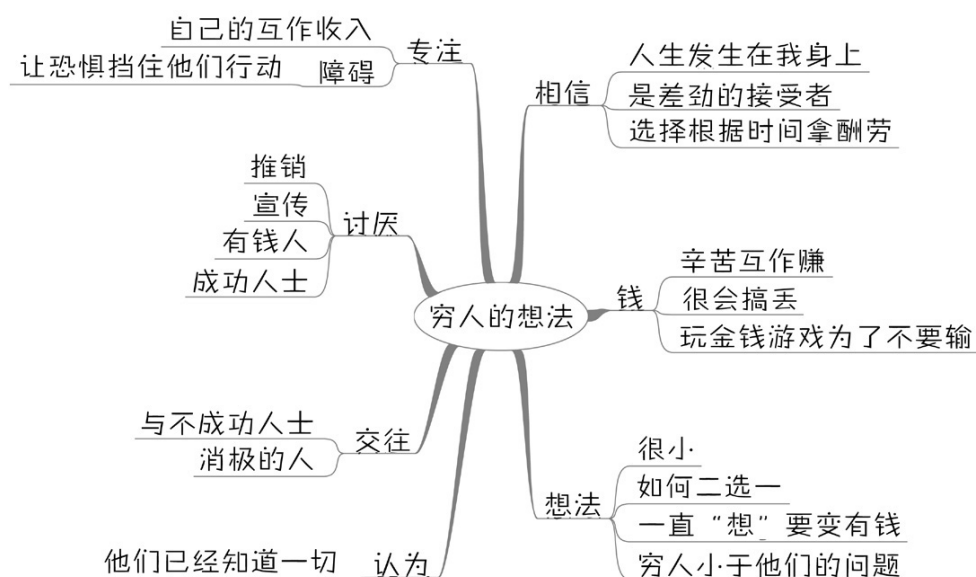 穷人的想法
专注
自己的互作收入
障碍
让恐惧挡住他们行动
讨厌
推销
宣传
有钱人
成功人士
交往
与不成功人士
消极的人
认为
他们已经知道一切
相信
人生发生在我身上
是差劲的接受者
选择根据时间拿酬劳
钱
辛苦互作赚
很会搞丢
玩金钱游戏为了不要输
想法
很小
如何二选一
一直“想”要变有钱
穷人小于他们的问题